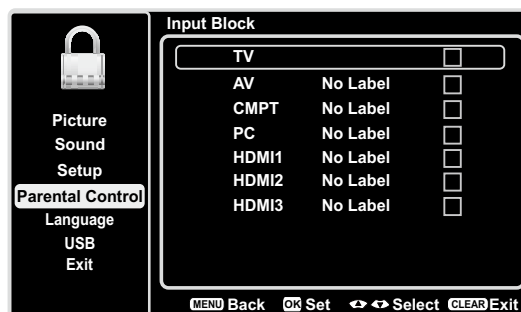 Input Block
TV
AV No Label
CMPT No Label
PC No Label
HDMI1 No Label
HDMI2 No Label
HDMI3 No Label
Picture
Sound
Setup
Parental Control
Language
USB
Exit
MENU Back OK Set Select CLEAR Exit